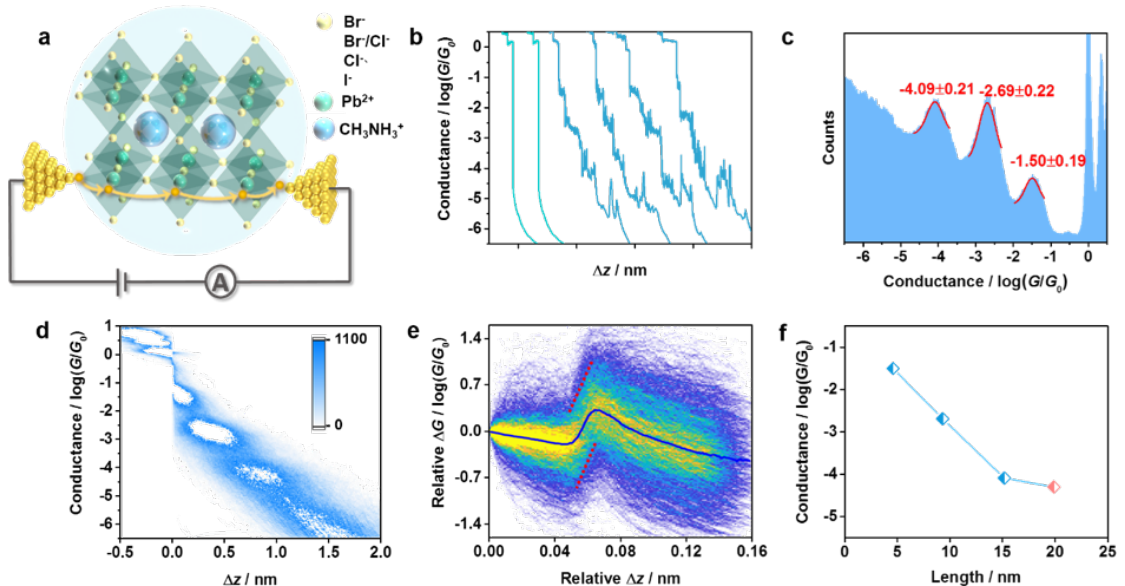 a
Br⁻
Br⁻/Cl⁻
Cl⁻
I⁻
Pb²⁺
CH₃NH₃⁺
A
b
Conductance / log(G/G₀)
0
-1
-2
-3
-4
-5
-6
Δz / nm
c
Counts
-4.09±0.21
-2.69±0.22
-1.50±0.19
-6 -5 -4 -3 -2 -1 0
Conductance / log(G/G₀)
d
Conductance / log(G/G₀)
1
0
-1
-2
-3
-4
-5
-6
1100
0
-0.5 0.0 0.5 1.0 1.5 2.0
Δz / nm
e
Relative ΔG / log(G/G₀)
0.7
0.0
-0.7
-1.4
0.00 0.04 0.08 0.12 0.16
Relative Δz / nm
f
Conductance / log(G/G₀)
-1
-2
-3
-4
-5
0 5 10 15 20 25
Length / nm